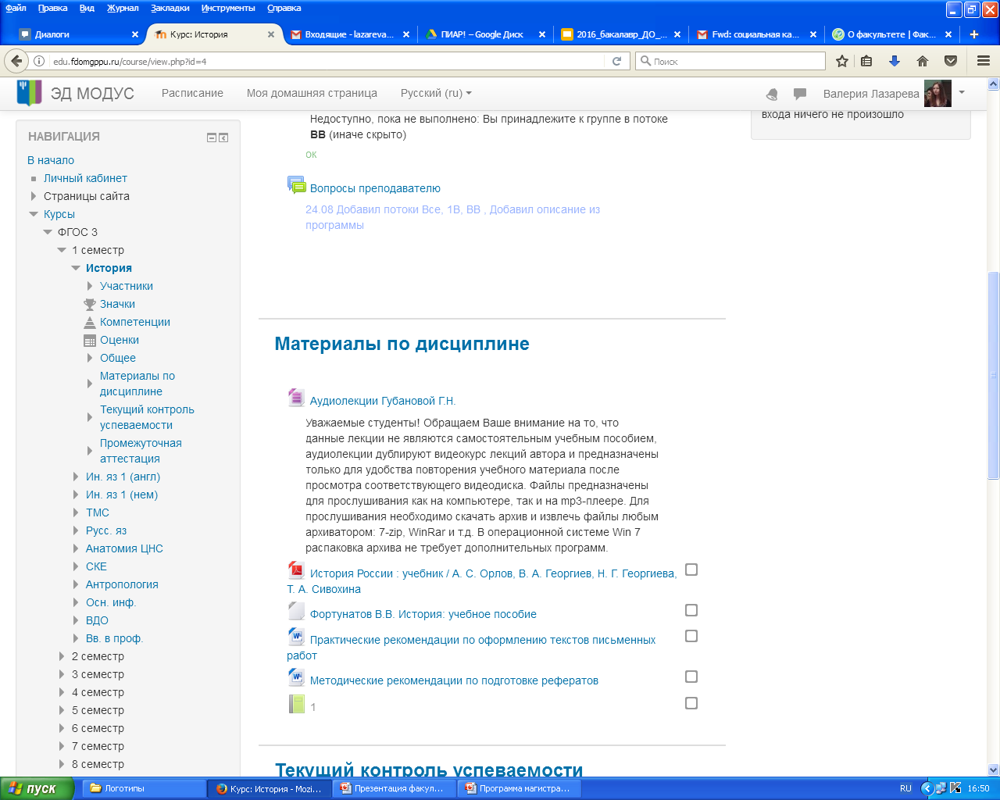 Файл Правка Вид Журнал Закладки Инструменты Справка
Диалоги
Курс: История
Входящие - lazareva...
ПИАР! – Google Диск
2016_бакалавр_ДО_...
Fwd: социальная ка...
О факультете | Фак...
edu.fdomgppu.ru/course/view.php?id=4
Поиск
ЭД МОДУС
Расписание
Моя домашняя страница
Русский (ru)
Валерия Лазарева
НАВИГАЦИЯ
В начало
Личный кабинет
Страницы сайта
Курсы
ФГОС 3
1 семестр
История
Участники
Значки
Компетенции
Оценки
Общее
Материалы по
дисциплине
Текущий контроль
успеваемости
Промежуточная
аттестация
Ин. яз 1 (англ)
Ин. яз 1 (нем)
ТМС
Русс. яз
Анатомия ЦНС
СКЕ
Антропология
Осн. инф.
ВДО
Вв. в проф.
2 семестр
3 семестр
4 семестр
5 семестр
6 семестр
7 семестр
8 семестр
Недоступно, пока не выполнено: Вы принадлежите к группе в потоке
ВВ (иначе скрыто)
ок
Вопросы преподавателю
24.08 Добавил потоки Все, 1В, ВВ , Добавил описание из
программы
Материалы по дисциплине
Аудиолекции Губановой Г.Н.
Уважаемые студенты! Обращаем Ваше внимание на то, что
данные лекции не являются самостоятельным учебным пособием,
аудиолекции дублируют видеокурс лекций автора и предназначены
только для удобства повторения учебного материала после
просмотра соответствующего видеодиска. Файлы предназначены
для прослушивания как на компьютере, так и на mp3-плеере. Для
прослушивания необходимо скачать архив и извлечь файлы любым
архиватором: 7-zip, WinRar и т.д. В операционной системе Win 7
распаковка архива не требует дополнительных программ.
История России : учебник / А. С. Орлов, В. А. Георгиев, Н. Г. Георгиева,
Т. А. Сивохина
Фортунатов В.В. История: учебное пособие
Практические рекомендации по оформлению текстов письменных
работ
Методические рекомендации по подготовке рефератов
1
Текущий контроль успеваемости
входа ничего не произошло
пуск
Логотипы
Курс: История - Mozi...
Презентация факул...
Программа магистра...
RU
16:50